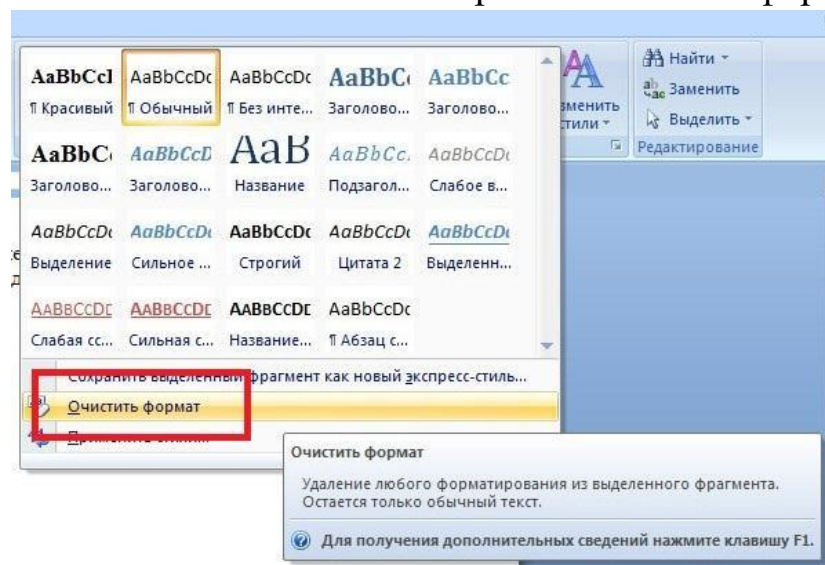 AaBbCcI AaBbCcDc AaBbCcDc AaBbC AaBbCc
¶ Красивый ¶ Обычный ¶ Без инте... Заголово... Заголово...
AaBbC AaBbCcD АаВ AaBbCc. AaBbCcDc
Заголово... Заголово... Название Подзагол... Слабое в...
AaBbCcDc AaBbCcDc AaBbCcDc AaBbCcDc AaBbCcDc
Выделение Сильное ... Строгий Цитата 2 Выделенн...
AABBCCDC AABBCCDC AABBCCDC AaBbCcDc
Слабая сс... Сильная с... Название... ¶ Абзац с...
Сохранить выделенный фрагмент как новый экспресс-стиль...
Очистить формат
Найти
Заменить
Выделить
Редактирование
Очистить формат
Удаление любого форматирования из выделенного фрагмента.
Остается только обычный текст.
Для получения дополнительных сведений нажмите клавишу F1.